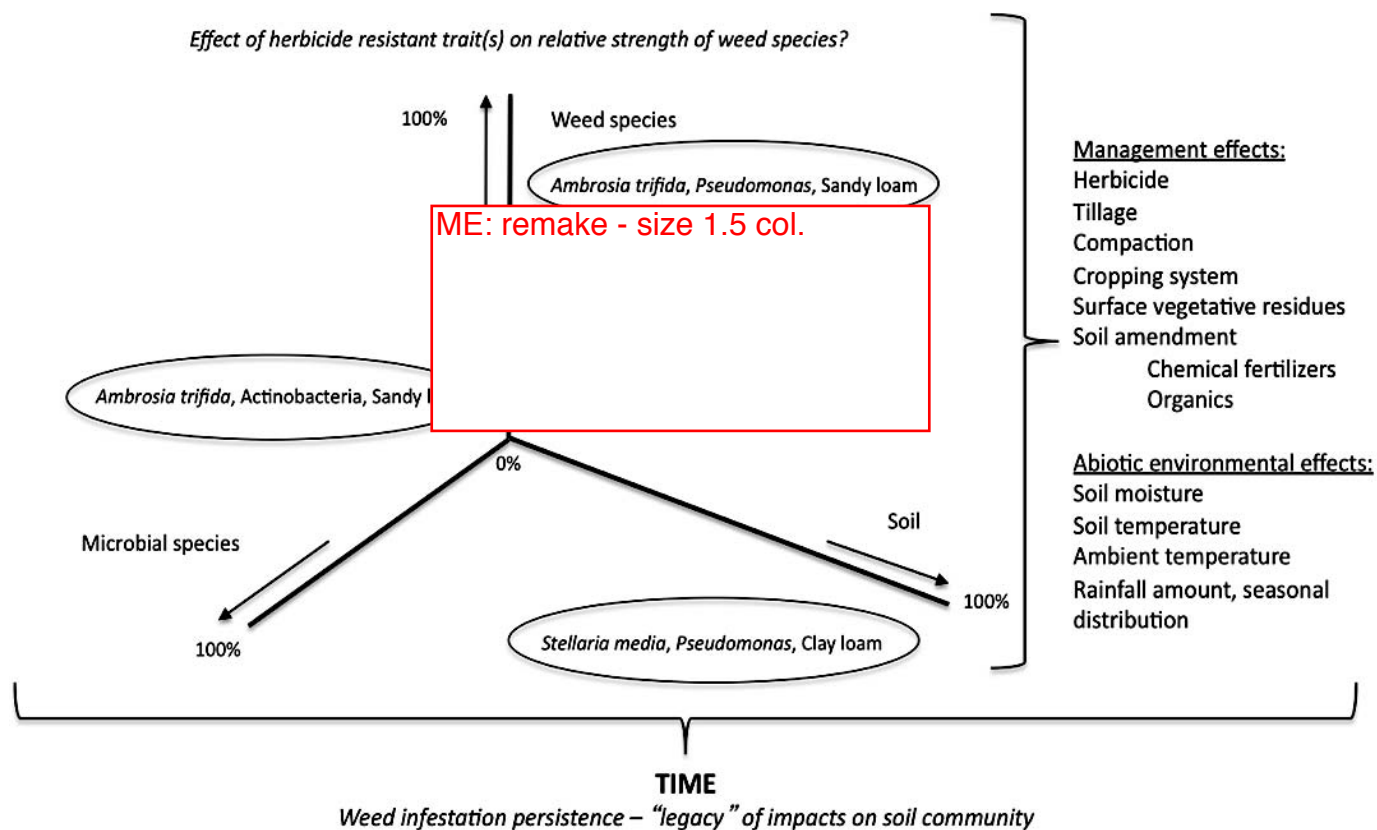 Effect of herbicide resistant trait(s) on relative strength of weed species?
100%
Weed species
Ambrosia trifida, Pseudomonas, Sandy loam
ME: remake - size 1.5 col.
Ambrosia trifida, Actinobacteria, Sandy
0%
Microbial species
100%
Soil
100%
Stellaria media, Pseudomonas, Clay loam
Management effects:
Herbicide
Tillage
Compaction
Cropping system
Surface vegetative residues
Soil amendment
Chemical fertilizers
Organics
Abiotic environmental effects:
Soil moisture
Soil temperature
Ambient temperature
Rainfall amount, seasonal
distribution
TIME
Weed infestation persistence – “legacy” of impacts on soil community